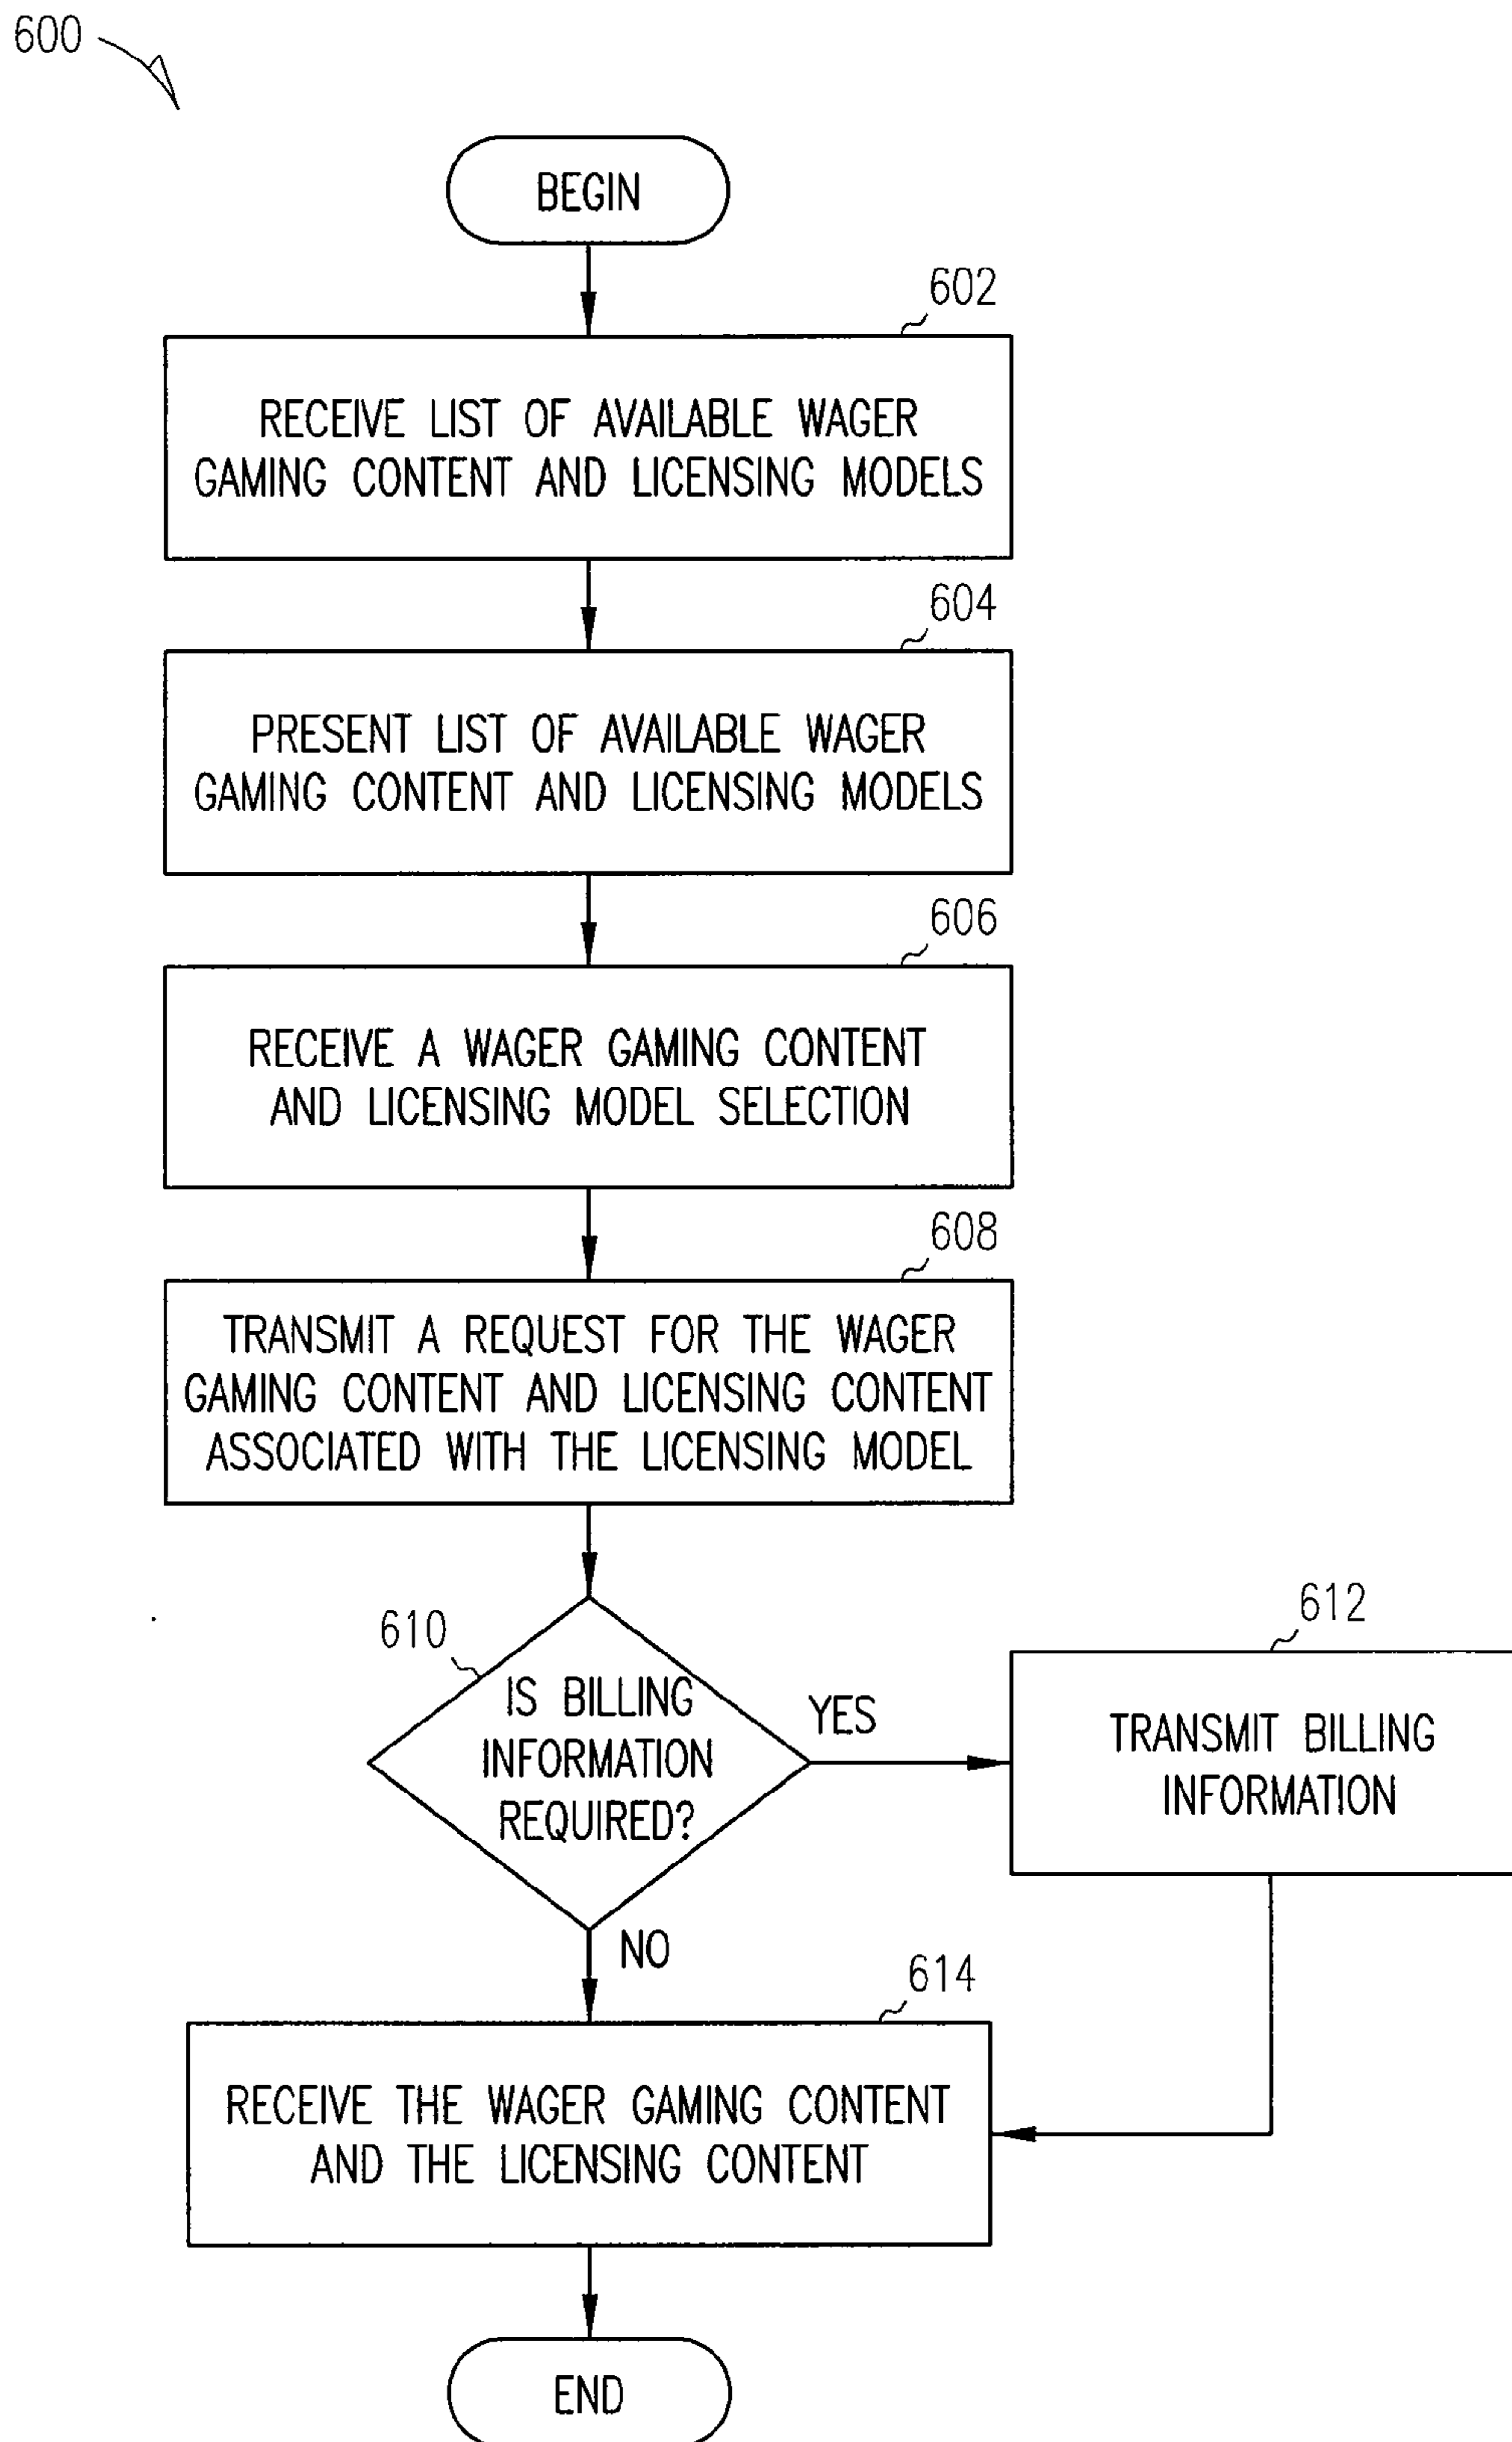 600
BEGIN
602
RECEIVE LIST OF AVAILABLE WAGER
GAMING CONTENT AND LICENSING MODELS
604
PRESENT LIST OF AVAILABLE WAGER
GAMING CONTENT AND LICENSING MODELS
606
RECEIVE A WAGER GAMING CONTENT
AND LICENSING MODEL SELECTION
608
TRANSMIT A REQUEST FOR THE WAGER
GAMING CONTENT AND LICENSING CONTENT
ASSOCIATED WITH THE LICENSING MODEL
610
IS BILLING
INFORMATION
REQUIRED?
YES
612
TRANSMIT BILLING
INFORMATION
NO
614
RECEIVE THE WAGER GAMING CONTENT
AND THE LICENSING CONTENT
END